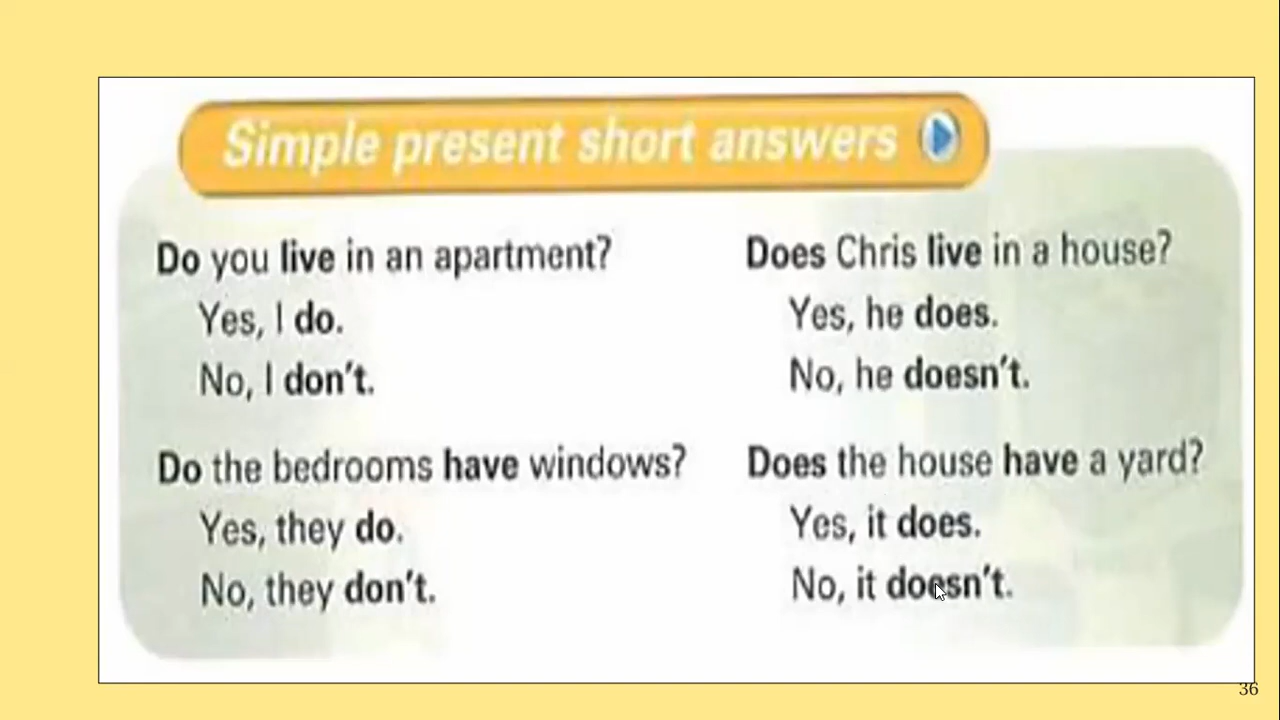 Simple present short answers
Do you live in an apartment?
Yes, I do.
No, I don't.
Does Chris live in a house?
Yes, he does.
No, he doesn't.
Do the bedrooms have windows?
Yes, they do.
No, they don't.
Does the house have a yard?
Yes, it does.
No, it doesn't.
36